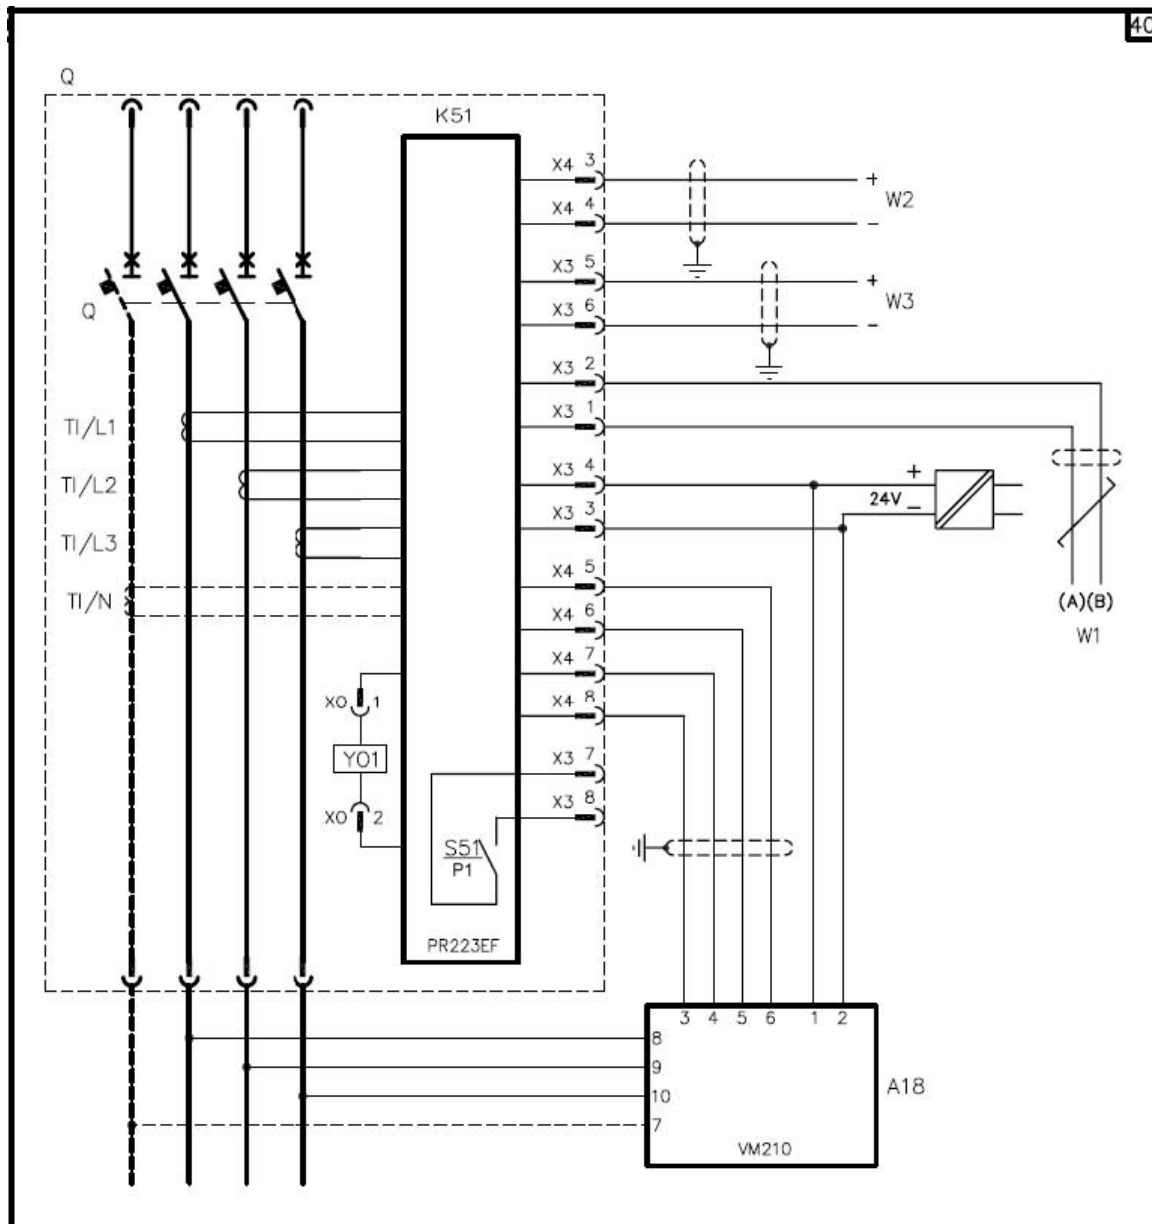 40
Q
K51
X4 3
+
W2
X4 4
−
X3 5
+
Q
W3
X3 6
−
X3 2
TI/L1
X3 1
TI/L2
X3 4
+
24V
−
X3 3
TI/L3
X4 5
TI/N
(A)(B)
X4 6
W1
X4 7
X0 1
X4 8
Y01
X3 7
X0 2
X3 8
S51
P1
PR223EF
3 4 5 6 1 2
8
9
A18
10
7
VM210